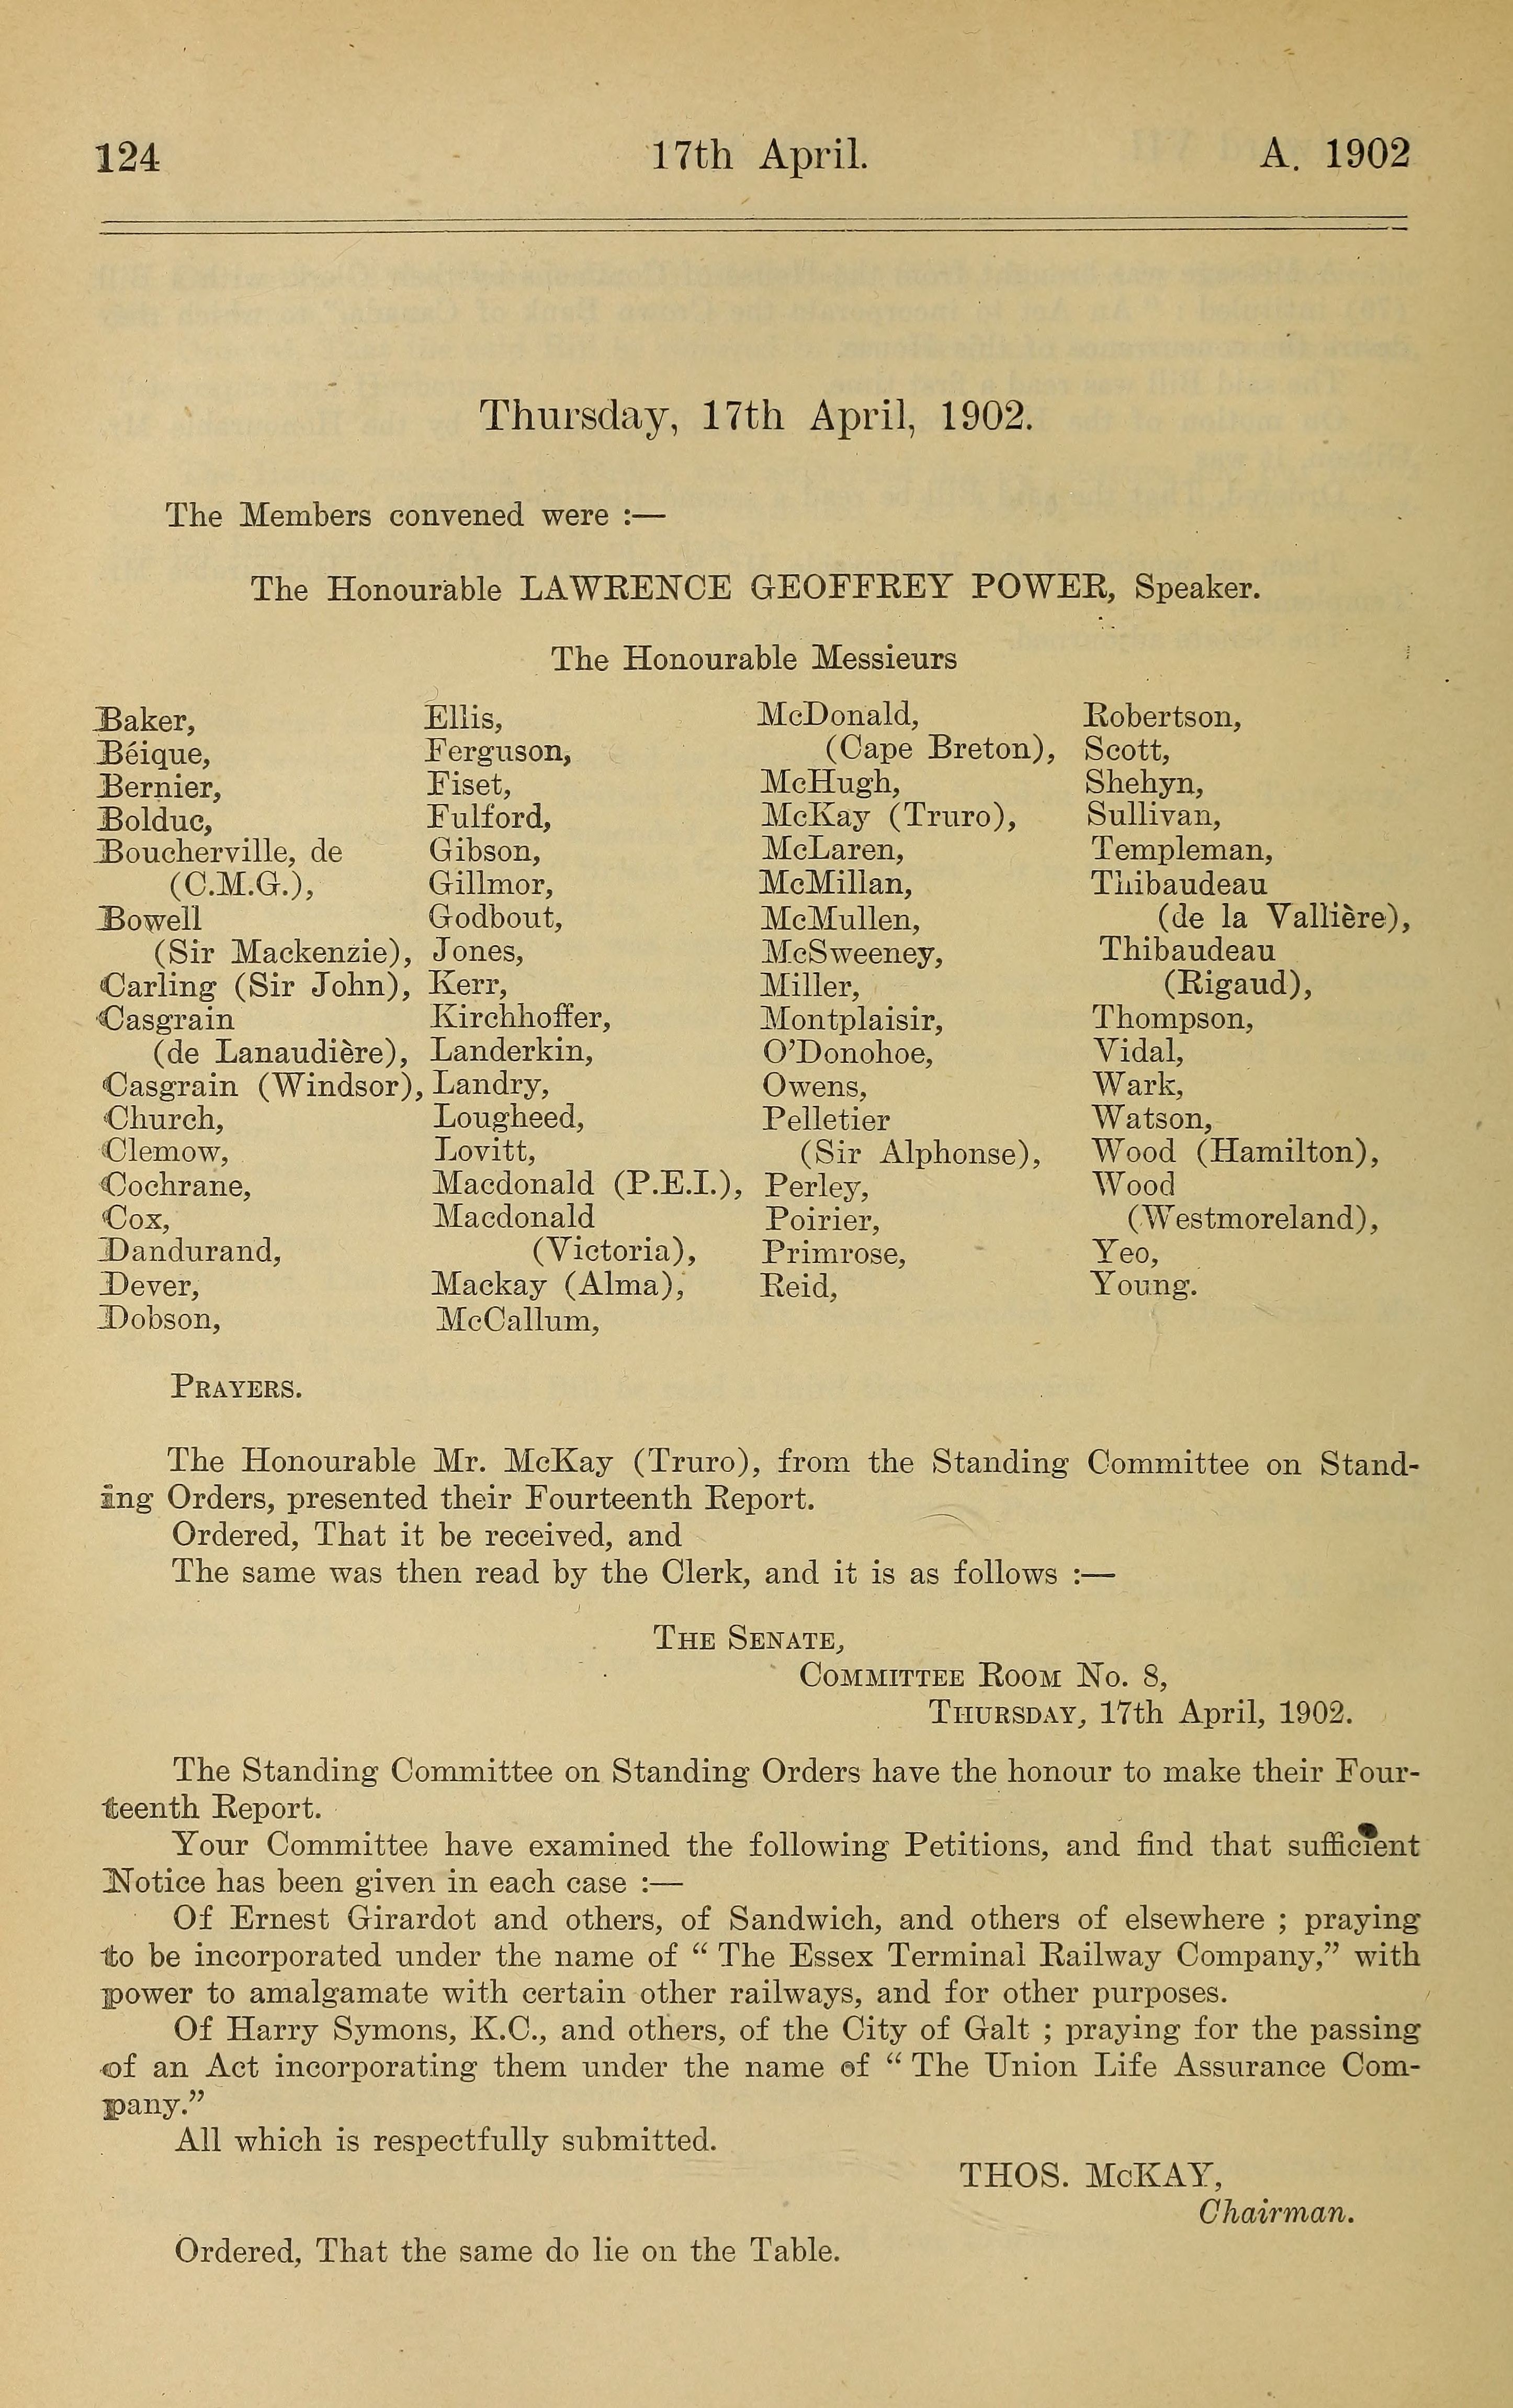 124
17th April.
A. 1902
Thursday, 17th April, 1902.
The Members convened were :—
The Honourable LAWRENCE GEOFFREY POWER, Speaker.
The Honourable Messieurs
Baker,
Béique,
Bernier,
Bolduc,
Boucherville, de
(C.M.G.),
Bowell
(Sir Mackenzie),
Carling (Sir John),
Casgrain
(de Lanaudière),
Casgrain (Windsor),
Church,
Clemow,
Cochrane,
Cox,
Dandurand,
Dever,
Dobson,
Ellis,
Ferguson,
Fiset,
Fulford,
Gibson,
Gillmor,
Godbout,
Jones,
Kerr,
Kirchhoffer,
Landerkin,
Landry,
Lougheed,
Lovitt,
Macdonald (P.E.I.),
Macdonald
(Victoria),
Mackay (Alma),
McCallum,
McDonald,
(Cape Breton),
McHugh,
McKay (Truro),
McLaren,
McMillan,
McMullen,
McSweeney,
Miller,
Montplaisir,
O'Donohoe,
Owens,
Pelletier
(Sir Alphonse),
Perley,
Poirier,
Primrose,
Reid,
Robertson,
Scott,
Shehyn,
Sullivan,
Templeman,
Thibaudeau
(de la Vallière),
Thibaudeau
(Rigaud),
Thompson,
Vidal,
Wark,
Watson,
Wood (Hamilton),
Wood
(Westmoreland),
Yeo,
Young.
PRAYERS.
The Honourable Mr. McKay (Truro), from the Standing Committee on Stand-
ing Orders, presented their Fourteenth Report.
Ordered, That it be received, and
The same was then read by the Clerk, and it is as follows :—
THE SENATE,
COMMITTEE ROOM NO. 8,
THURSDAY, 17th April, 1902.
The Standing Committee on Standing Orders have the honour to make their Four-
teenth Report.
Your Committee have examined the following Petitions, and find that sufficient
Notice has been given in each case :—
Of Ernest Girardot and others, of Sandwich, and others of elsewhere ; praying
to be incorporated under the name of " The Essex Terminal Railway Company," with
power to amalgamate with certain other railways, and for other purposes.
Of Harry Symons, K.C., and others, of the City of Galt ; praying for the passing
of an Act incorporating them under the name of " The Union Life Assurance Com-
pany."
All which is respectfully submitted.
THOS. McKAY,
Chairman.
Ordered, That the same do lie on the Table.